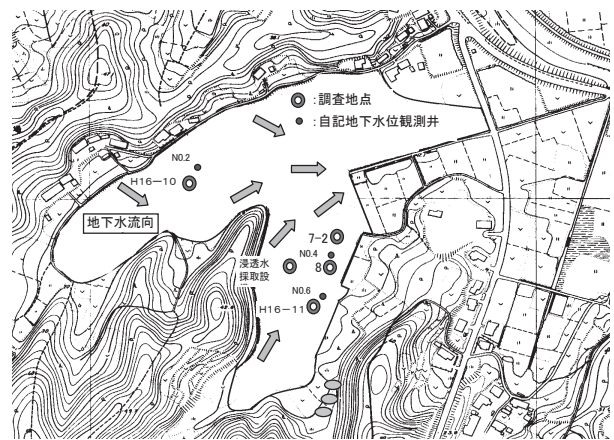 :調査地点
:自記地下水位観測井
N0.2
H16-10
地下水流向
7-2
浸透水
採取設
N0.4
8
N0.6
H16-11